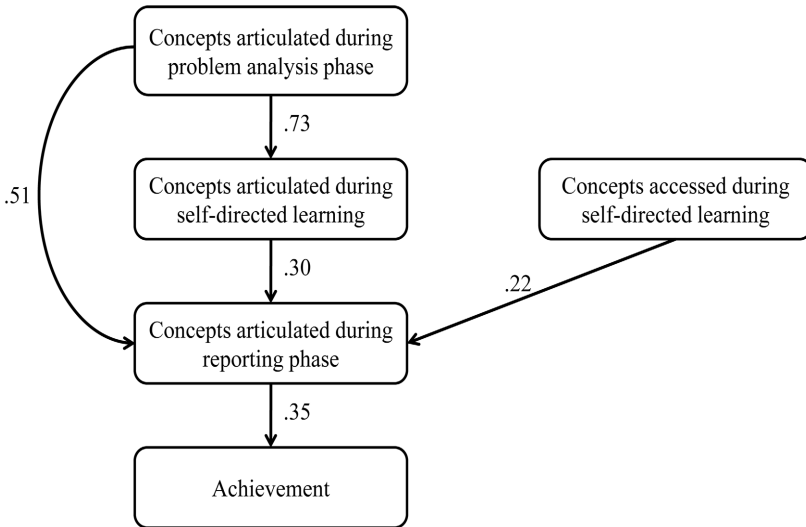 Concepts articulated during
problem analysis phase
.73
Concepts articulated during
self-directed learning
Concepts accessed during
self-directed learning
.51
.30
.22
Concepts articulated during
reporting phase
.35
Achievement